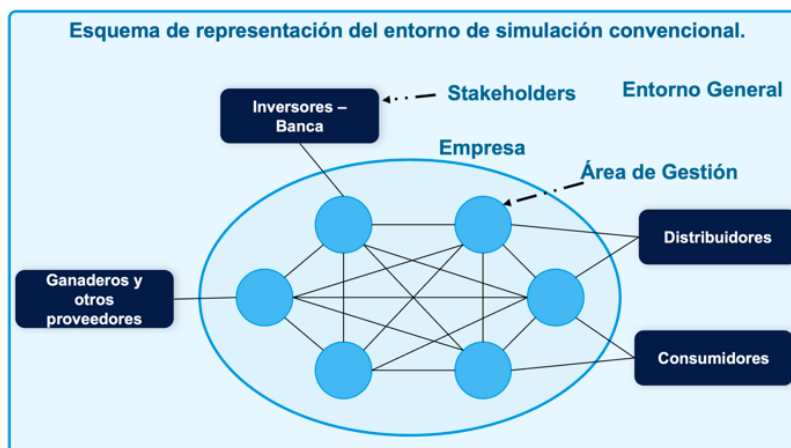 Esquema de representación del entorno de simulación convencional.
Inversores –
Banca
Stakeholders
Entorno General
Empresa
Área de Gestión
Distribuidores
Ganaderos y
otros
proveedores
Consumidores